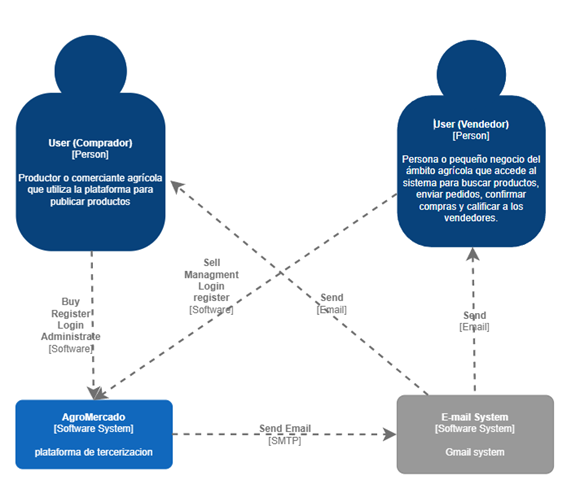 User (Comprador)
[Person]
Productor o comerciante agrícola
que utiliza la plataforma para
publicar productos
User (Vendedor)
[Person]
Persona o pequeño negocio del
ámbito agrícola que accede al
sistema para buscar productos,
enviar pedidos, confirmar
compras y calificar a los
vendedores.
Sell
Managment
Login
register
[Software]
Buy
Register
Login
Administrate
[Software]
Send
[Email]
Send
[Email]
AgroMercado
[Software System]
plataforma de tercerizacion
Send Email
[SMTP]
E-mail System
[Software System]
Gmail system